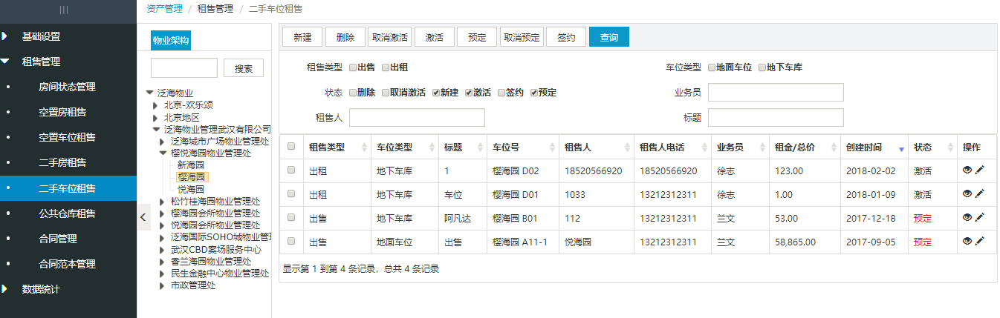 资产管理 / 租售管理 / 二手车位租售
基础设置
租售管理
房间状态管理
空置房租售
空置车位租售
二手房租售
二手车位租售
公共仓库租售
合同管理
合同范本管理
数据统计
物业架构
搜索
泛海物业
北京-欢乐颂
北京地区
泛海物业管理武汉有限公司
泛海城市广场物业管理处
樱悦海园物业管理处
新海园
樱海园
悦海园
松竹桂海园物业管理处
樱海园会所物业管理处
悦海园会所物业管理处
泛海国际SOHO城物业管
武汉CBD案场服务中心
香兰海园物业管理处
民生金融中心物业管理处
市政管理处
新建 删除 取消激活 激活 预定 取消预定 签约 查询
租售类型 出售 出租 车位类型 地面车位 地下车库
状态 删除 取消激活 新建 激活 签约 预定 业务员
租售人 标题
租售类型 车位类型 标题 车位号 租售人 租售人电话 业务员 租金/总价 创建时间 状态 操作
出租 地下车库 1 樱海园 D02 18520566920 18520566920 徐志 123.00 2018-02-02 激活
出租 地下车库 车位 樱海园 D01 1033 13212312311 徐志 1.00 2018-01-09 激活
出售 地下车库 阿凡达 樱海园 B01 112 13212312311 兰文 53.00 2017-12-18 预定
出售 地面车位 出售 樱海园 A11-1 悦海园 13212312311 兰文 58,865.00 2017-09-05 预定
显示第 1 到第 4 条记录，总共 4 条记录